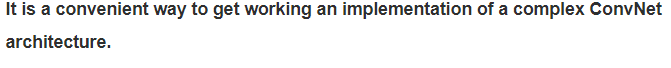 It is a convenient way to get working an implementation of a complex ConvNet
architecture.